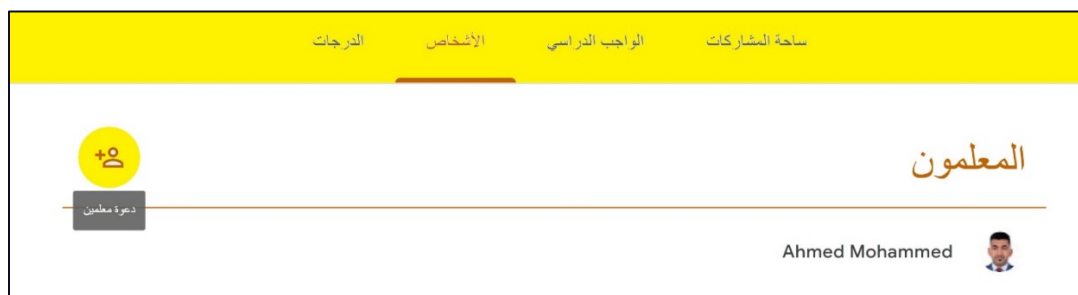 ساحة المشاركات الواجب الدراسي الأشخاص الدرجات
المعلمون
دعوة معلمين
Ahmed Mohammed